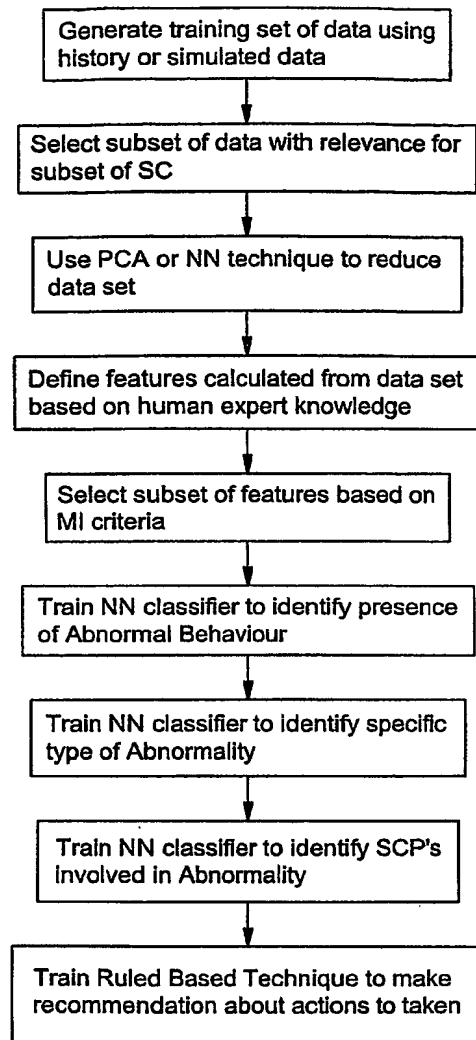 Generate training set of data using
history or simulated data
Select subset of data with relevance for
subset of SC
Use PCA or NN technique to reduce
data set
Define features calculated from data set
based on human expert knowledge
Select subset of features based on
MI criteria
Train NN classifier to identify presence
of Abnormal Behaviour
Train NN classifier to identify specific
type of Abnormality
Train NN classifier to identify SCP's
involved in Abnormality
Train Ruled Based Technique to make
recommendation about actions to taken